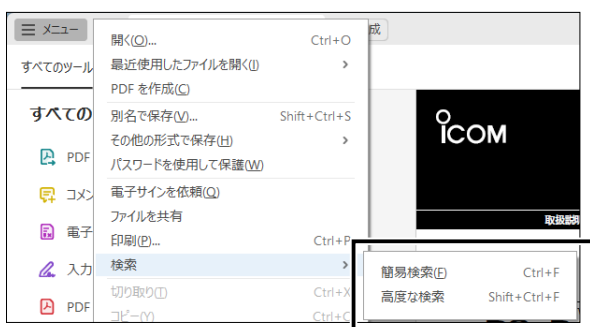 メニュー
成
すべてのツール
すべての
PDF
コメン
電子
入力
PDF
開く(O)... Ctrl+O
最近使用したファイルを開く(I)
PDF を作成(C)
別名で保存(V)... Shift+Ctrl+S
その他の形式で保存(H)
パスワードを使用して保護(W)
電子サインを依頼(Q)
ファイルを共有
印刷(P)... Ctrl+P
検索
切り取り(T) Ctrl+X
コピー(Y) Ctrl+C
簡易検索(F) Ctrl+F
高度な検索 Shift+Ctrl+F
ICOM
取扱説明